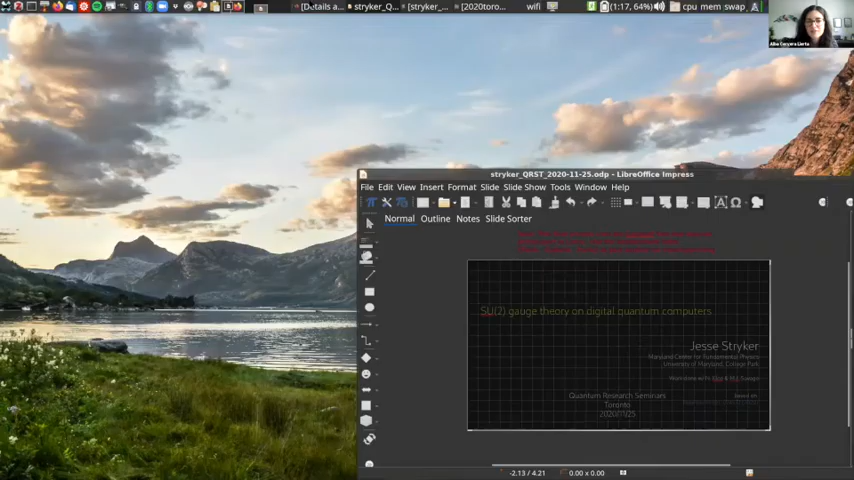 [Details a...
stryker_Q...
[stryker_...
[2020toro...
wifi
(1:17, 64%)
cpu mem swap
Alba Cervera Lierta
stryker_QRST_2020-11-25.odp - LibreOffice Impress
File Edit View Insert Format Slide Slide Show Tools Window Help
Normal Outline Notes Slide Sorter
SU(2) gauge theory on digital quantum computers
Jesse Stryker
Maryland Center for Fundamental Physics
University of Maryland, College Park
Quantum Research Seminars
Toronto
2020/11/25
-2.13 / 4.21
0.00 x 0.00